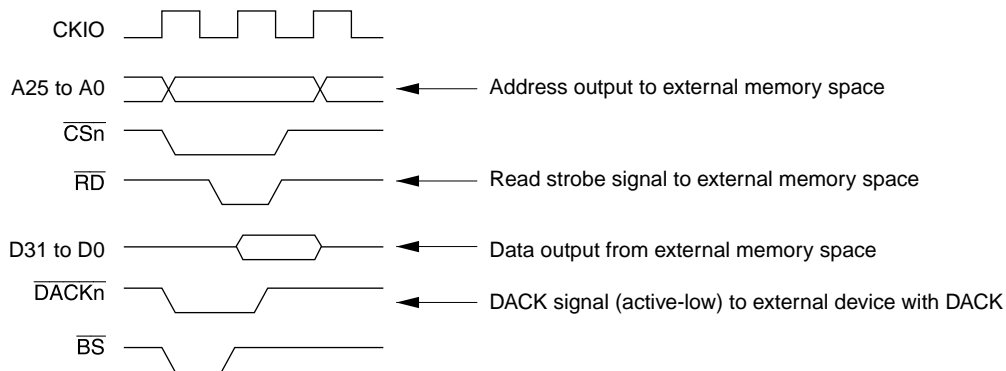 CKIO
A25 to A0
Address output to external memory space
CSn
RD
Read strobe signal to external memory space
D31 to D0
Data output from external memory space
DACKn
DACK signal (active-low) to external device with DACK
BS